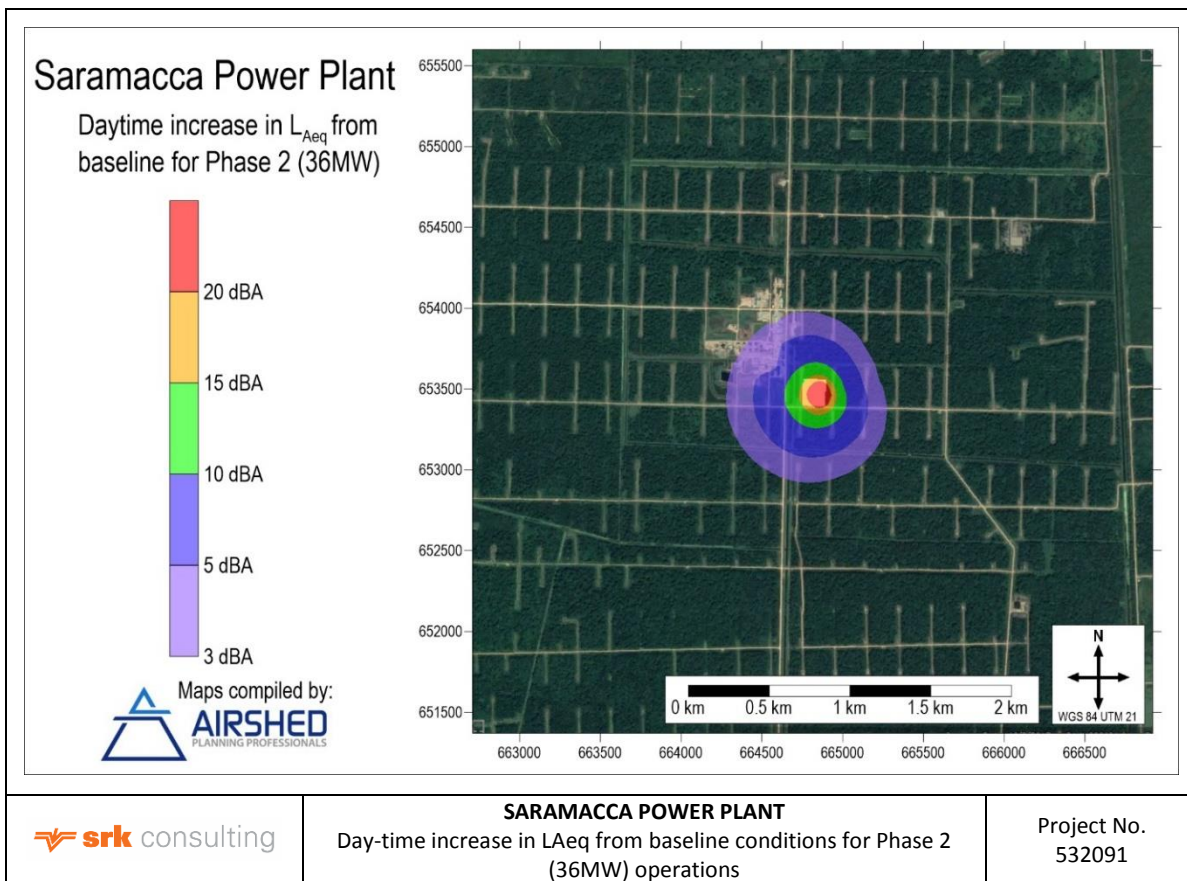 Saramacca Power Plant
Daytime increase in LAeq from
baseline for Phase 2 (36MW)
20 dBA
15 dBA
10 dBA
5 dBA
3 dBA
Maps compiled by:
AIRSHED
PLANNING PROFESSIONALS
655500
655000
654500
654000
653500
653000
652500
652000
651500
663000 663500 664000 664500 665000 665500 666000 666500
0 km 0.5 km 1 km 1.5 km 2 km
N
WGS 84 UTM 21
srk consulting
SARAMACCA POWER PLANT
Day-time increase in LAeq from baseline conditions for Phase 2
(36MW) operations
Project No.
532091